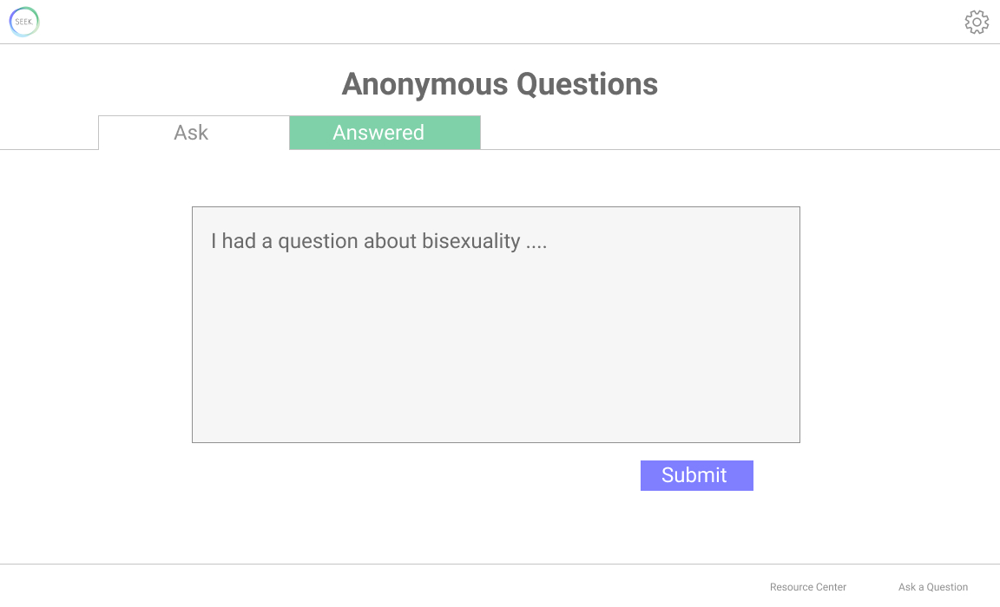 SEEK.
Anonymous Questions
Ask
Answered
I had a question about bisexuality ....
Submit
Resource Center
Ask a Question